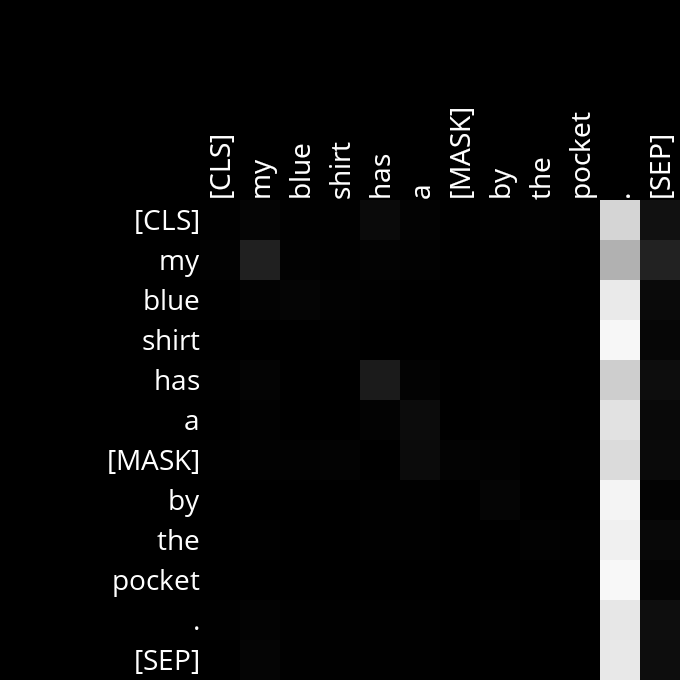 [CLS] my blue shirt has a [MASK] by the pocket . [SEP]
[CLS]
my
blue
shirt
has
a
[MASK]
by
the
pocket
.
[SEP]